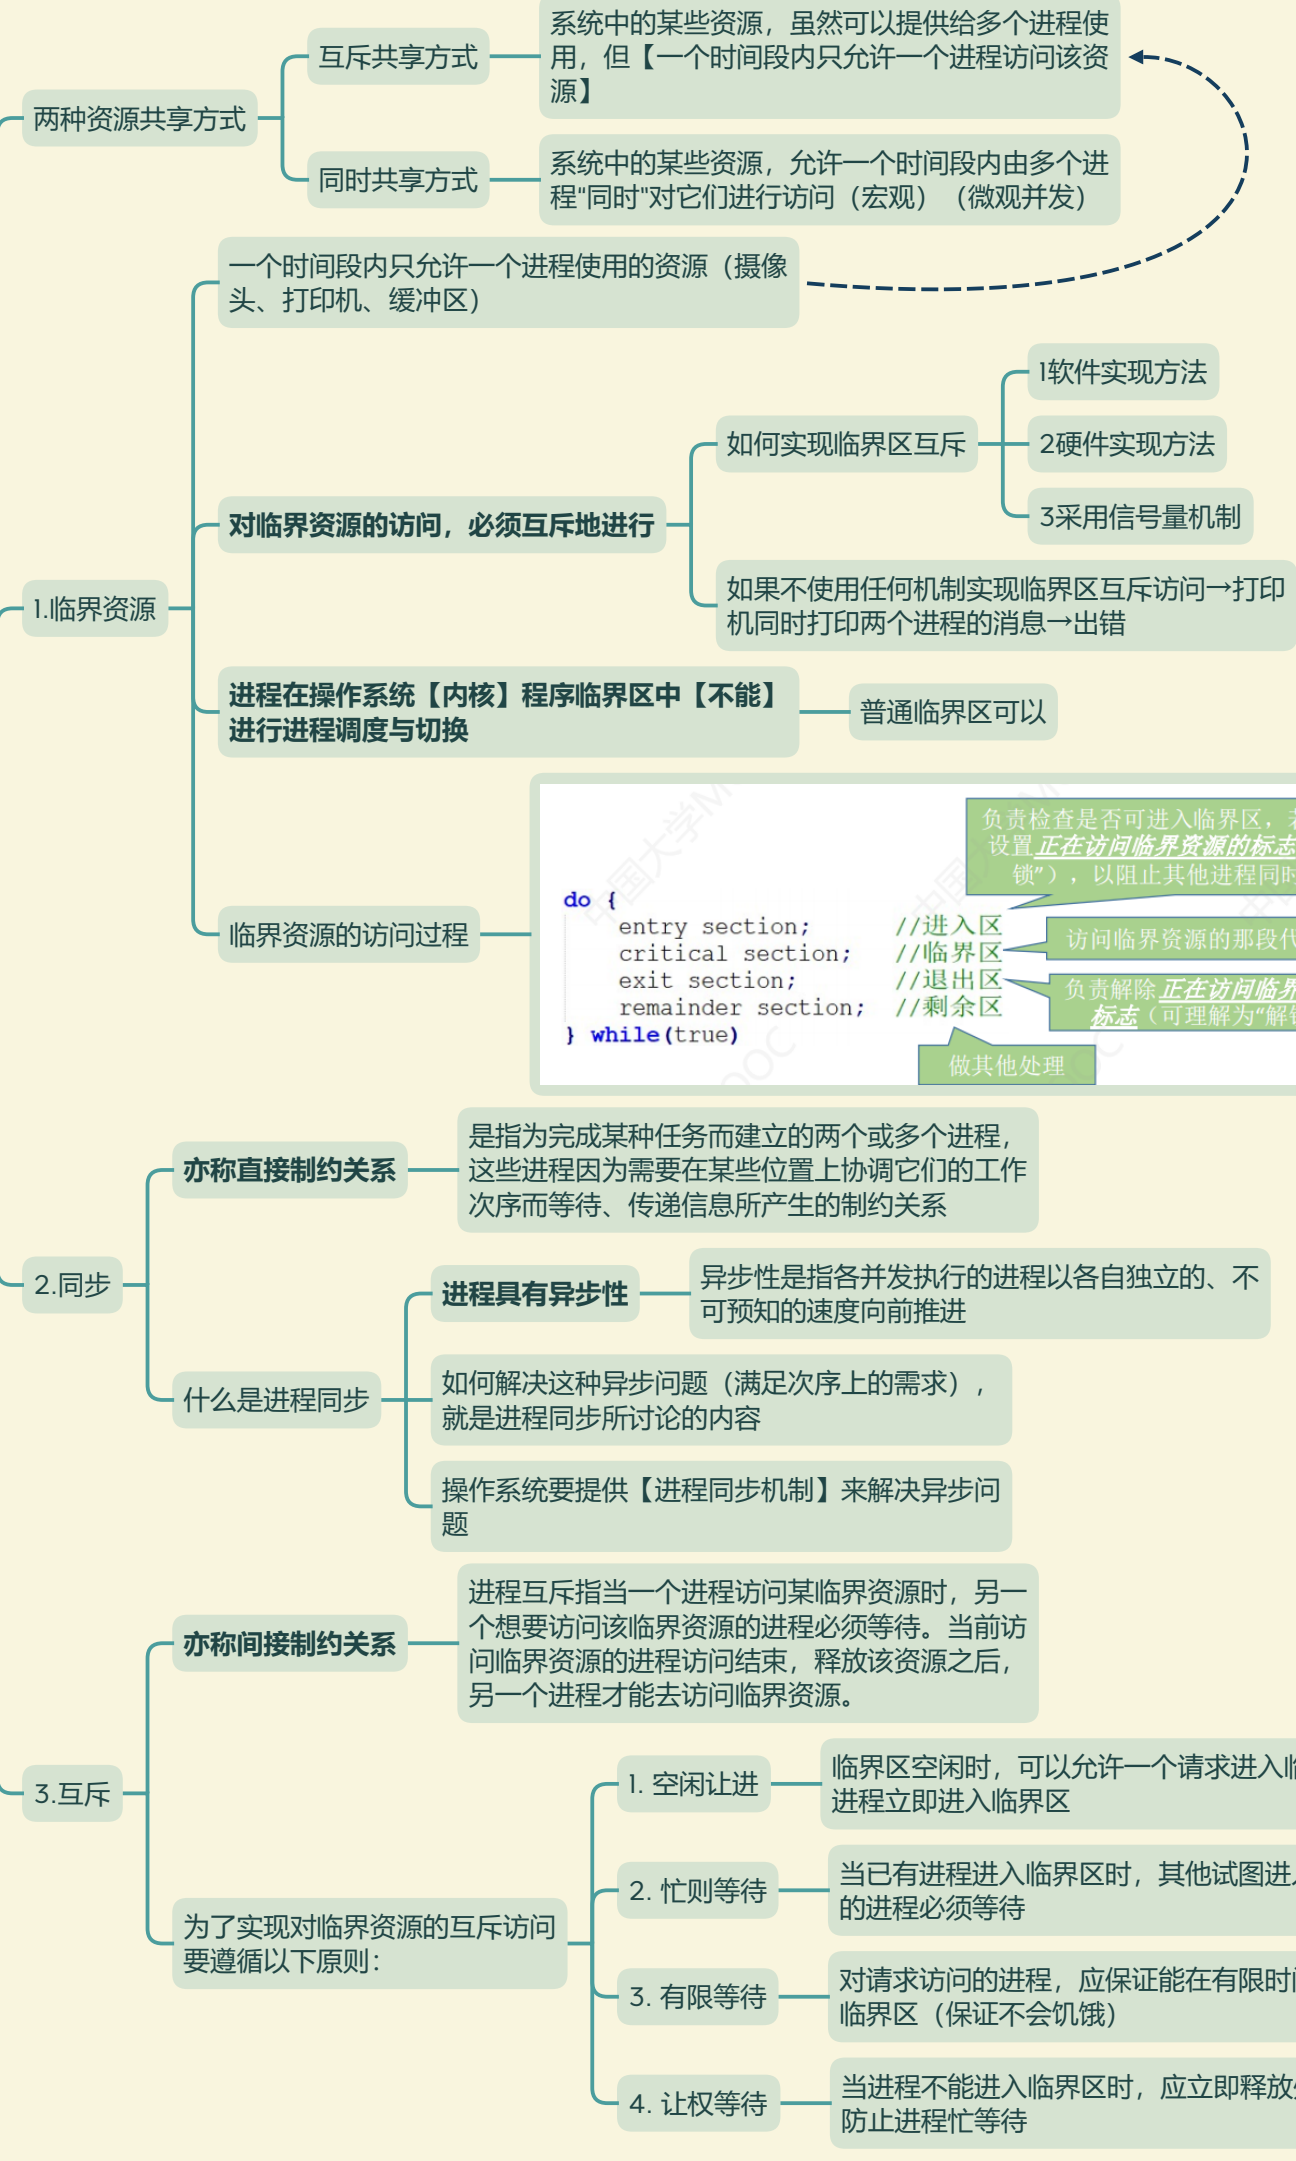 两种资源共享方式
互斥共享方式
系统中的某些资源，虽然可以提供给多个进程使
用，但【一个时间段内只允许一个进程访问该资
源】
同时共享方式
系统中的某些资源，允许一个时间段内由多个进
程"同时"对它们进行访问（宏观）（微观并发）
1.临界资源
一个时间段内只允许一个进程使用的资源（摄像
头、打印机、缓冲区）
对临界资源的访问，必须互斥地进行
如何实现临界区互斥
1软件实现方法
2硬件实现方法
3采用信号量机制
如果不使用任何机制实现临界区互斥访问→打印
机同时打印两个进程的消息→出错
进程在操作系统【内核】程序临界区中【不能】
进行进程调度与切换
普通临界区可以
临界资源的访问过程
负责检查是否可进入临界区，
设置正在访问临界资源的标志
锁”），以阻止其他进程同时
do {
entry section; //进入区
critical section; //临界区
exit section; //退出区
remainder section; //剩余区
} while(true)
访问临界资源的那段代
负责解除正在访问临界
标志（可理解为“解锁
做其他处理
中国大学M
2.同步
亦称直接制约关系
是指为完成某种任务而建立的两个或多个进程，
这些进程因为需要在某些位置上协调它们的工作
次序而等待、传递信息所产生的制约关系
什么是进程同步
进程具有异步性
异步性是指各并发执行的进程以各自独立的、不
可预知的速度向前推进
如何解决这种异步问题（满足次序上的需求），
就是进程同步所讨论的内容
操作系统要提供【进程同步机制】来解决异步问
题
3.互斥
亦称间接制约关系
进程互斥指当一个进程访问某临界资源时，另一
个想要访问该临界资源的进程必须等待。当前访
问临界资源的进程访问结束，释放该资源之后，
另一个进程才能去访问临界资源。
为了实现对临界资源的互斥访问
要遵循以下原则：
1. 空闲让进
临界区空闲时，可以允许一个请求进入临
进程立即进入临界区
2. 忙则等待
当已有进程进入临界区时，其他试图进入
的进程必须等待
3. 有限等待
对请求访问的进程，应保证能在有限时间
临界区（保证不会饥饿）
4. 让权等待
当进程不能进入临界区时，应立即释放
防止进程忙等待